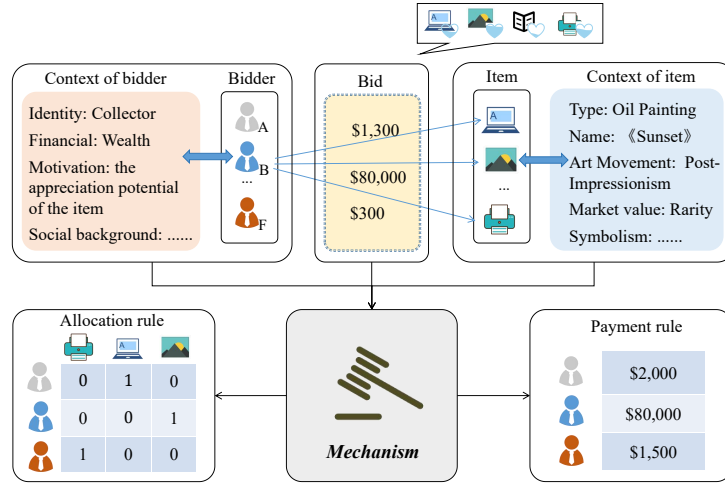 Context of bidder
Bidder
Bid
Item
Context of item
Identity: Collector
Financial: Wealth
Motivation: the
appreciation potential
of the item
Social background: ......
A
B
...
F
$1,300
$80,000
$300
A
...
Type: Oil Painting
Name: 《Sunset》
Art Movement: Post-
Impressionism
Market value: Rarity
Symbolism: ......
Allocation rule
A
0 1 0
0 0 1
1 0 0
Mechanism
Payment rule
$2,000
$80,000
$1,500